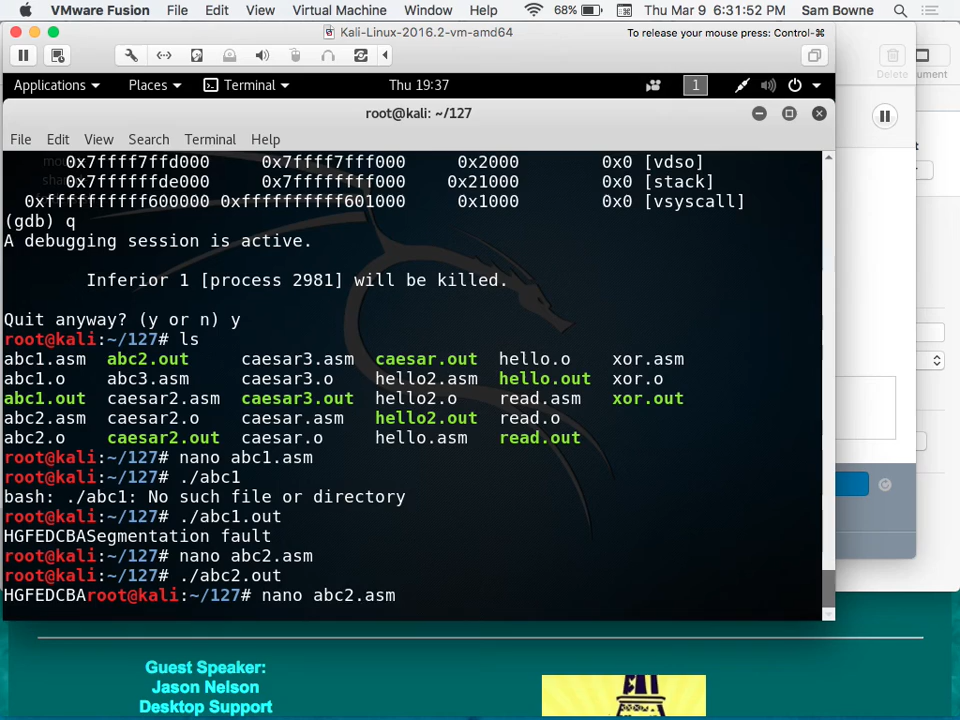 VMware Fusion File Edit View Virtual Machine Window Help 68% Thu Mar 9 6:31:52 PM Sam Bowne
Kali-Linux-2016.2-vm-amd64 To release your mouse press: Control-⌘
Delete
Applications Places Terminal Thu 19:37 1
root@kali: ~/127
File Edit View Search Terminal Help
0x7ffff7ffd000 0x7ffff7fff000 0x2000 0x0 [vdso]
0x7ffffffde000 0x7ffffffff000 0x21000 0x0 [stack]
0xffffffffff600000 0xffffffffff601000 0x1000 0x0 [vsyscall]
(gdb) q
A debugging session is active.
Inferior 1 [process 2981] will be killed.
Quit anyway? (y or n) y
root@kali:~/127# ls
abc1.asm abc2.out caesar3.asm caesar.out hello.o xor.asm
abc1.o abc3.asm caesar3.o hello2.asm hello.out xor.o
abc1.out caesar2.asm caesar3.out hello2.o read.asm xor.out
abc2.asm caesar2.o caesar.asm hello2.out read.o
abc2.o caesar2.out caesar.o hello.asm read.out
root@kali:~/127# nano abc1.asm
root@kali:~/127# ./abc1
bash: ./abc1: No such file or directory
root@kali:~/127# ./abc1.out
HGFEDCBASegmentation fault
root@kali:~/127# nano abc2.asm
root@kali:~/127# ./abc2.out
HGFEDCBAroot@kali:~/127# nano abc2.asm
Guest Speaker:
Jason Nelson
Desktop Support